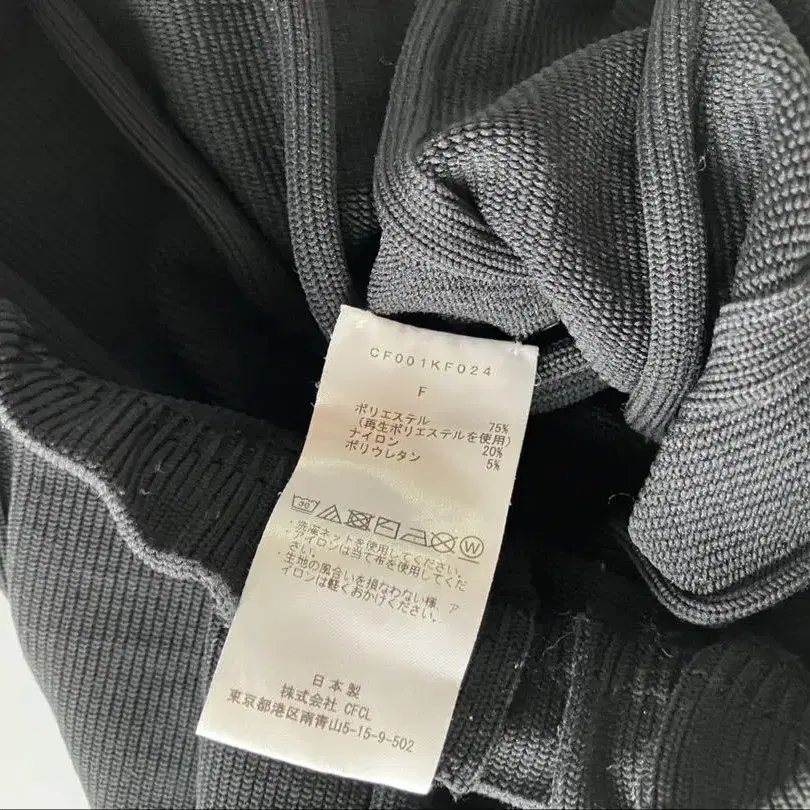 CF001KF024
F
ポリエステル 75%
(再生ポリエステルを使用)
ナイロン 20%
ポリウレタン 5%
30 W
・洗濯ネットを使用してください。
・アイロンは当て布を使用してくだ
さい。
・生地の風合いを損なわない様、ア
イロンは軽くおかけください。
日本製
株式会社 CFCL
東京都港区南青山5-15-9-502